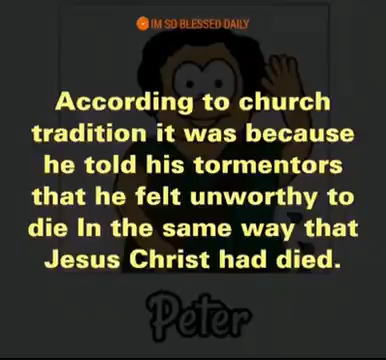 IM SO BLESSED DAILY
According to church
tradition it was because
he told his tormentors
that he felt unworthy to
die In the same way that
Jesus Christ had died.
Peter